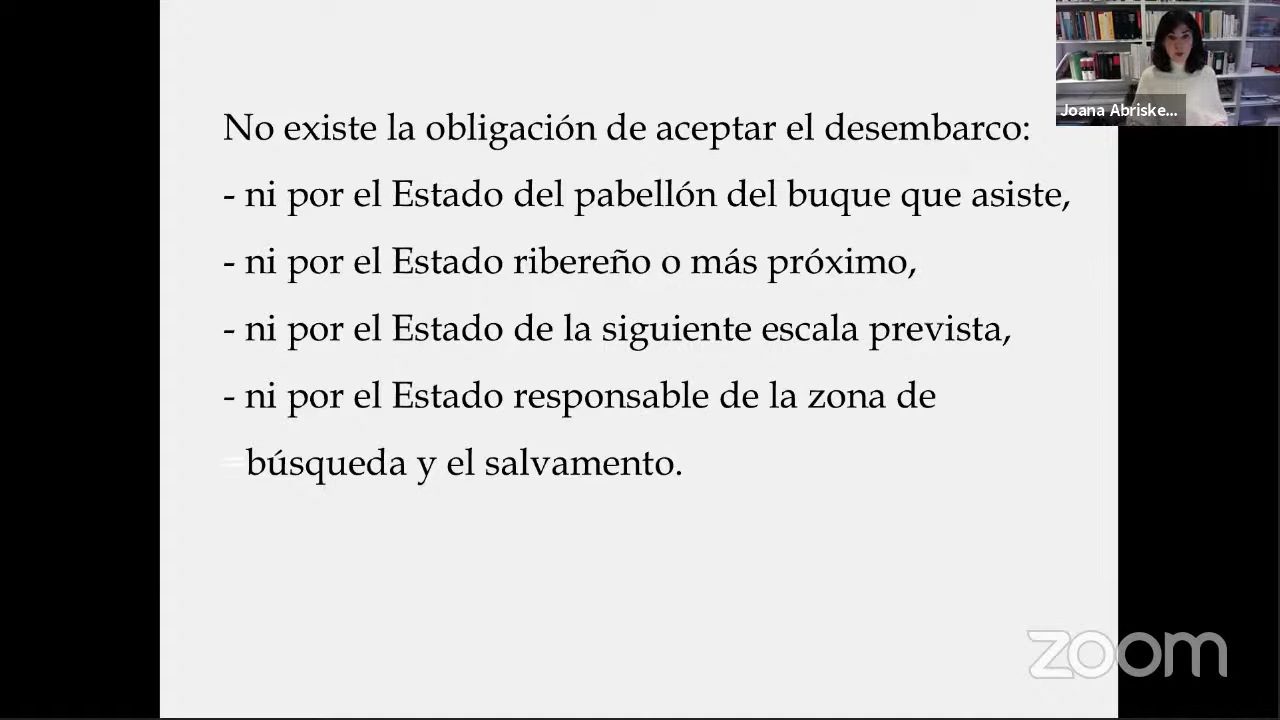 Joana Abriske...
No existe la obligación de aceptar el desembarco:
- ni por el Estado del pabellón del buque que asiste,
- ni por el Estado ribereño o más próximo,
- ni por el Estado de la siguiente escala prevista,
- ni por el Estado responsable de la zona de
búsqueda y el salvamento.
zoom